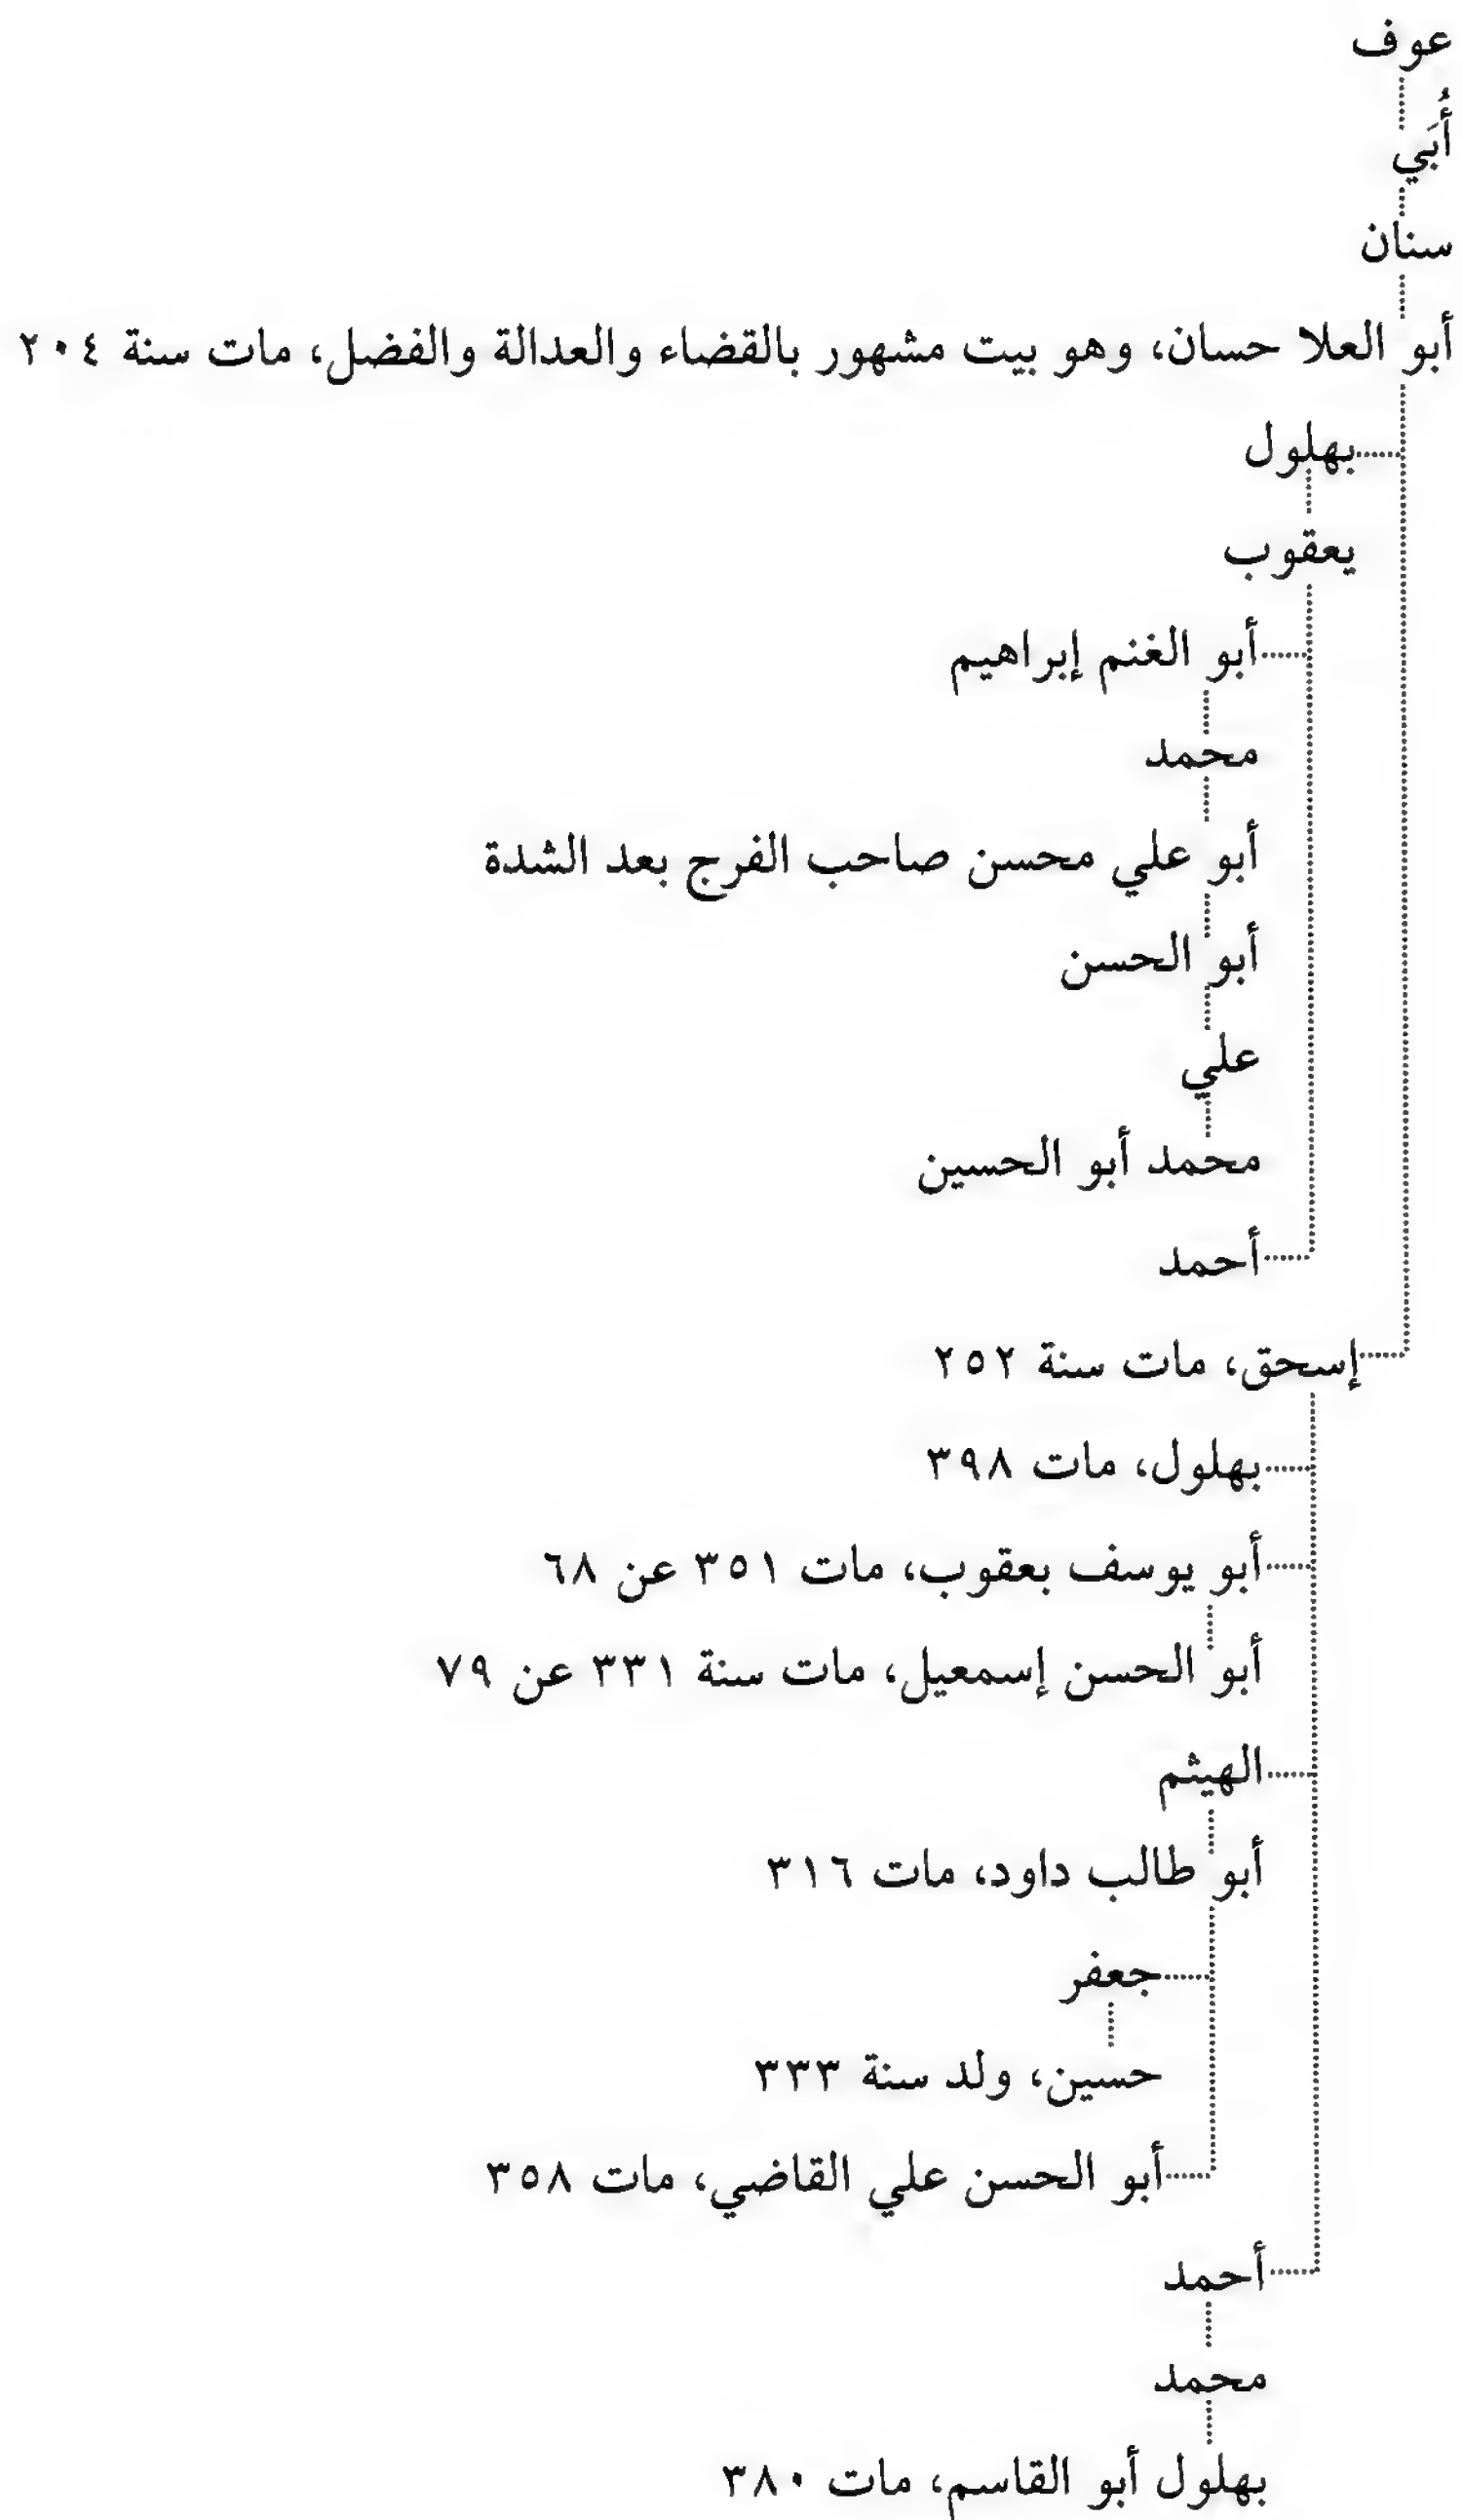 عوف
أُبَي
سنان
أبو العلا حسان، وهو بيت مشهور بالقضاء والعدالة والفضل، مات سنة ٢٠٤
بهلول
يعقوب
أبو الغنم إبراهيم
محمد
أبو علي محسن صاحب الفرج بعد الشدة
أبو الحسن
علي
محمد أبو الحسين
أحمد
إسحق، مات سنة ٢٥٢
بهلول، مات ٣٩٨
أبو يوسف بعقوب، مات ٣٥١ عن ٦٨
أبو الحسن إسمعيل، مات سنة ٣٣١ عن ٧٩
الهيثم
أبو طالب داود، مات ٣١٦
جعفر
حسين، ولد سنة ٣٣٣
أبو الحسن علي القاضي، مات ٣٥٨
أحمد
محمد
بهلول أبو القاسم، مات ٣٨٠